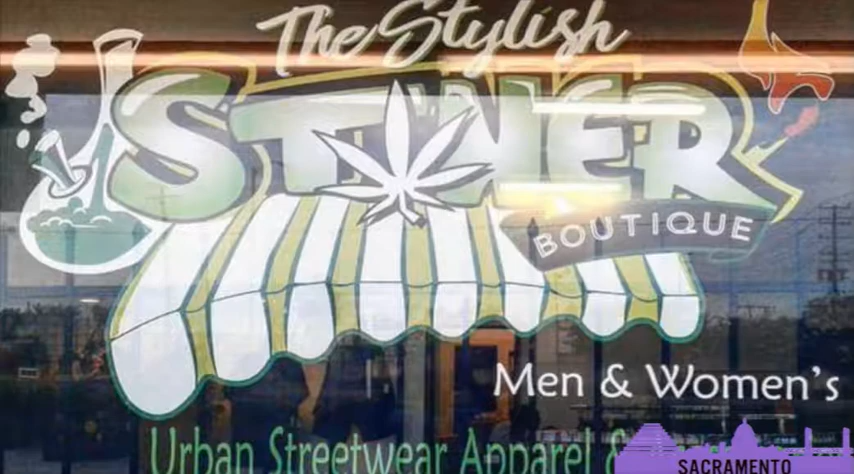 The Stylish
STONER
BOUTIQUE
Men & Women's
Urban Streetwear Apparel &
SACRAMENTO